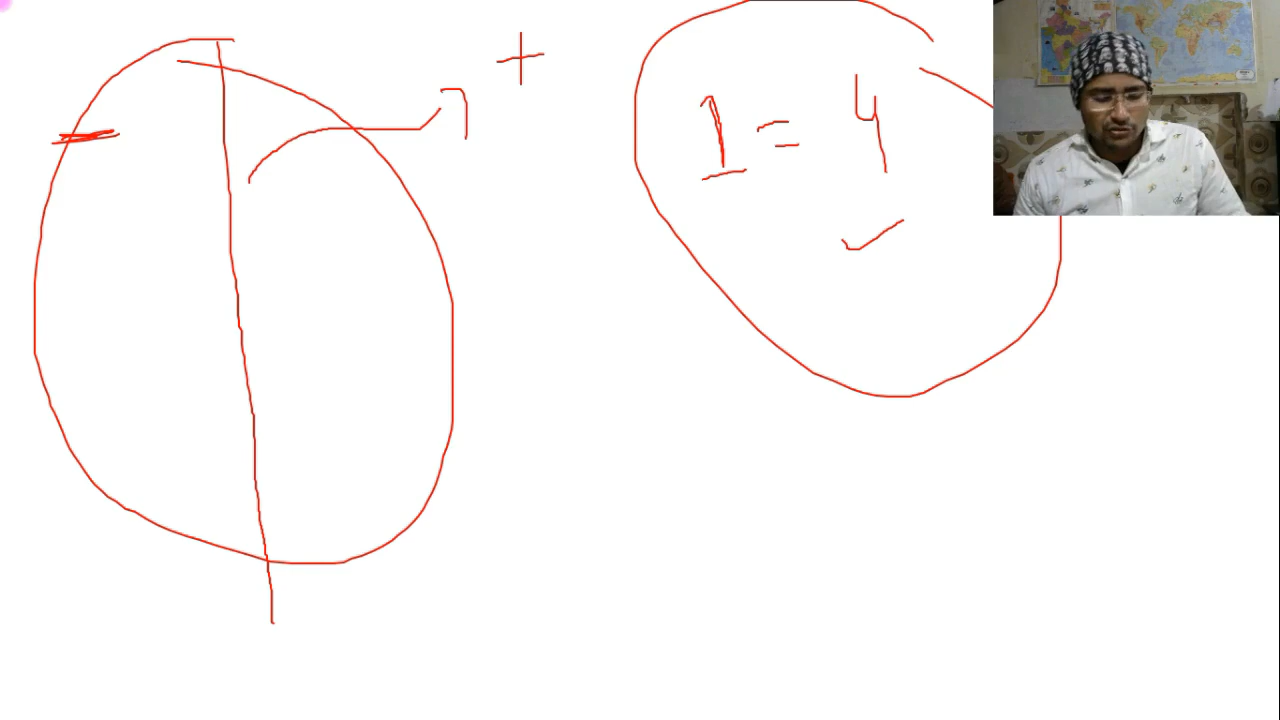 +
1 = 4